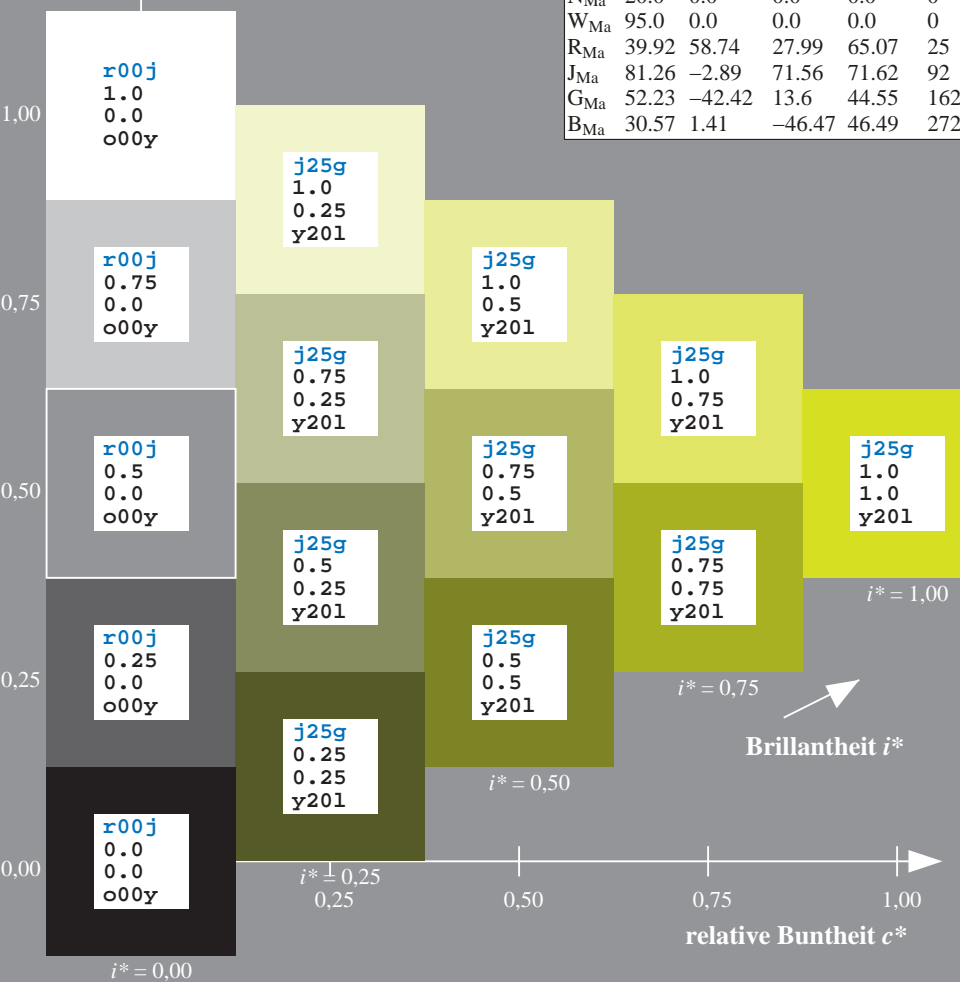 W_Ma 95.0 0.0 0.0 0.0 0
R_Ma 39.92 58.74 27.99 65.07 25
J_Ma 81.26 −2.89 71.56 71.62 92
G_Ma 52.23 −42.42 13.6 44.55 162
B_Ma 30.57 1.41 −46.47 46.49 272
1,00
r00j
1.0
0.0
o00y
j25g
1.0
0.25
y20l
0,75
r00j
0.75
0.0
o00y
j25g
1.0
0.5
y20l
j25g
0.75
0.25
y20l
j25g
1.0
0.75
y20l
0,50
r00j
0.5
0.0
o00y
j25g
0.75
0.5
y20l
j25g
1.0
1.0
y20l
i* = 1,00
j25g
0.5
0.25
y20l
j25g
0.75
0.75
y20l
0,25
r00j
0.25
0.0
o00y
j25g
0.5
0.5
y20l
i* = 0,75
Brillantheit i*
j25g
0.25
0.25
y20l
i* = 0,50
0,00
r00j
0.0
0.0
o00y
i* = 0,25
0,25 0,50 0,75 1,00
relative Buntheit c*
i* = 0,00